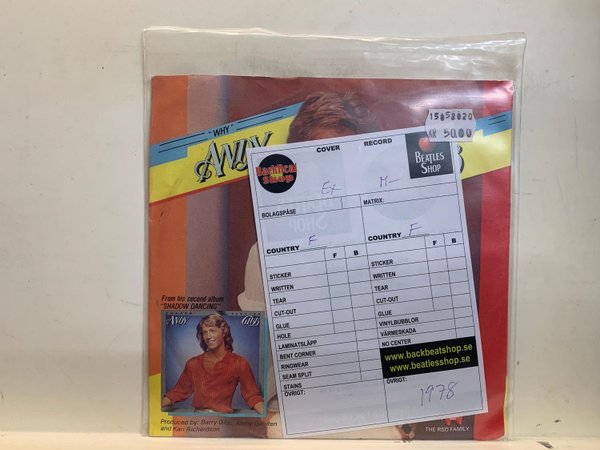 15058020
KR 50.00
"WHY"
ANDY
COVER
RECORD
BackBeat
Shop
BEATLES
SHOP
Ex
M-
BOLAGSPÅSE
MATRIX:
COUNTRY F
COUNTRY F
F B
F B
STICKER
WRITTEN
TEAR
CUT-OUT
GLUE
HOLE
LAMINATSLÄPP
BENT CORNER
RINGWEAR
SEAM SPLIT
STAINS
ÖVRIGT:
STICKER
WRITTEN
TEAR
CUT-OUT
GLUE
VINYLBUBBLOR
VÄRMESKADA
NO CENTER
www.backbeatshop.se
www.beatlesshop.se
ÖVRIGT:
1978
From his second album
"SHADOW DANCING"
ANDY GIBB
Produced by: Barry Gibb, Albhy Galuten
and Karl Richardson
THE RSO FAMILY